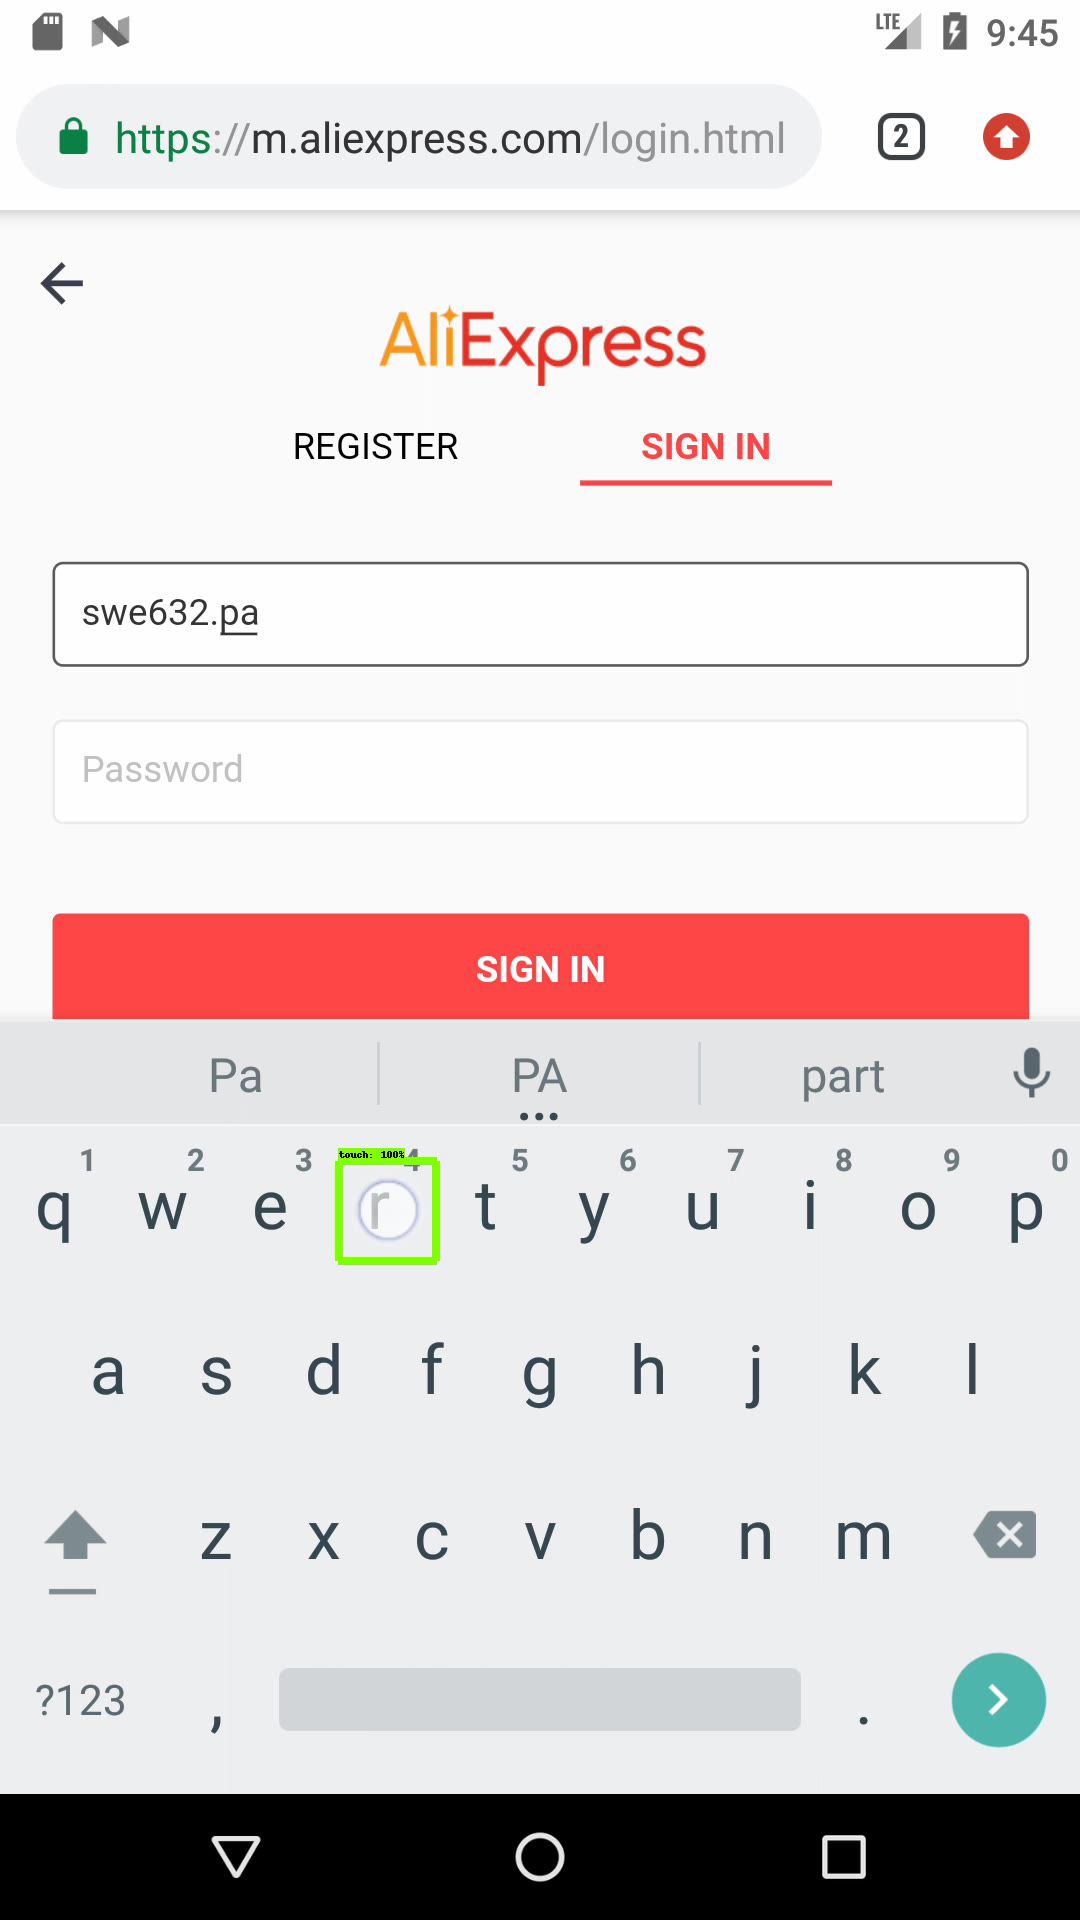 LTE 9:45
https://m.aliexpress.com/login.html 2
AliExpress
REGISTER SIGN IN
swe632.pa
Password
SIGN IN
Pa PA part
1 2 3 4 5 6 7 8 9 0
touch: 100%
q w e r t y u i o p
a s d f g h j k l
z x c v b n m
?123 , .